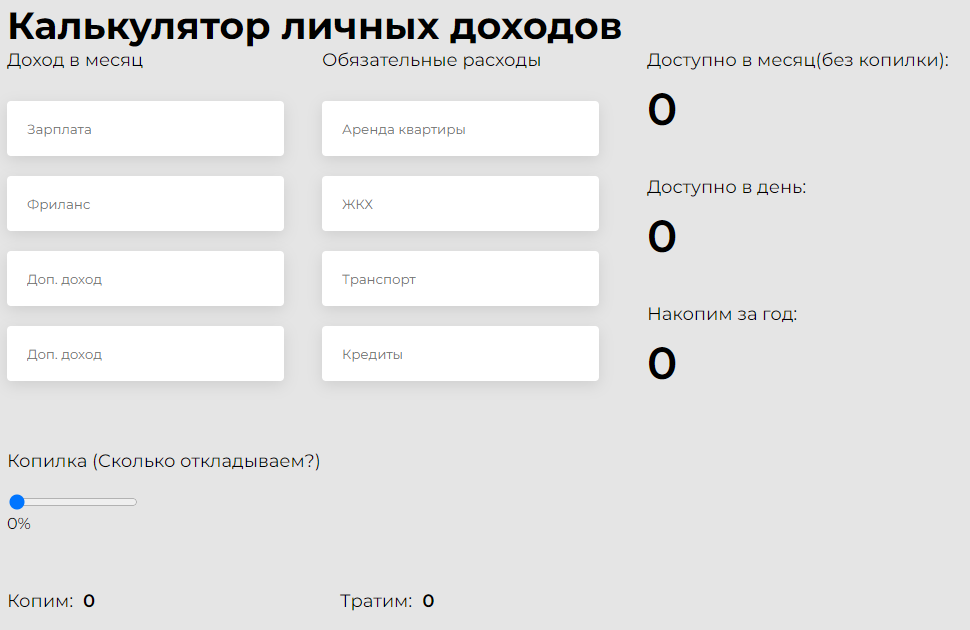 Калькулятор личных доходов
Доход в месяц
Зарплата
Фриланс
Доп. доход
Доп. доход
Обязательные расходы
Аренда квартиры
ЖКХ
Транспорт
Кредиты
Доступно в месяц(без копилки):
0
Доступно в день:
0
Накопим за год:
0
Копилка (Сколько откладываем?)
0%
Копим: 0
Тратим: 0